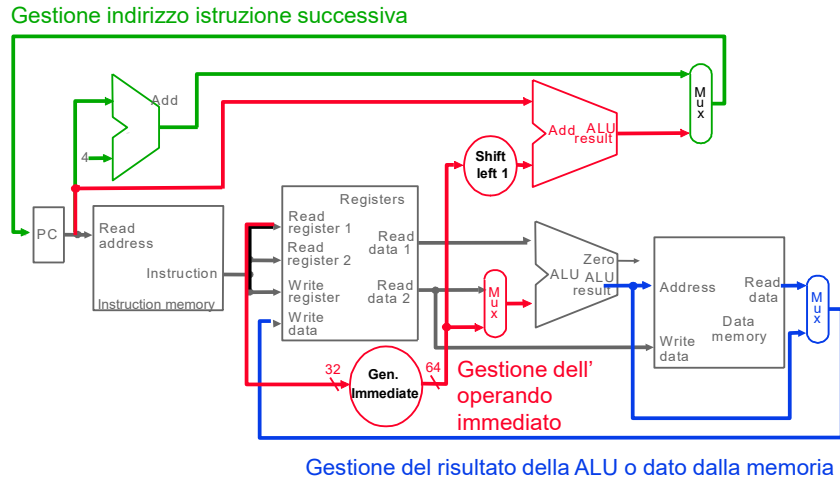 Gestione indirizzo istruzione successiva
Add
4
Mux
Add ALU
result
Shift
left 1
PC
Read
address
Instruction
Instruction memory
Registers
Read
register 1
Read
register 2
Write
register
Write
data
Read
data 1
Read
data 2
Mux
Zero
ALU ALU
result
Address
Read
data
Data
memory
Write
data
Mux
32
Gen.
Immediate
64
Gestione dell’
operando
immediato
Gestione del risultato della ALU o dato dalla memoria